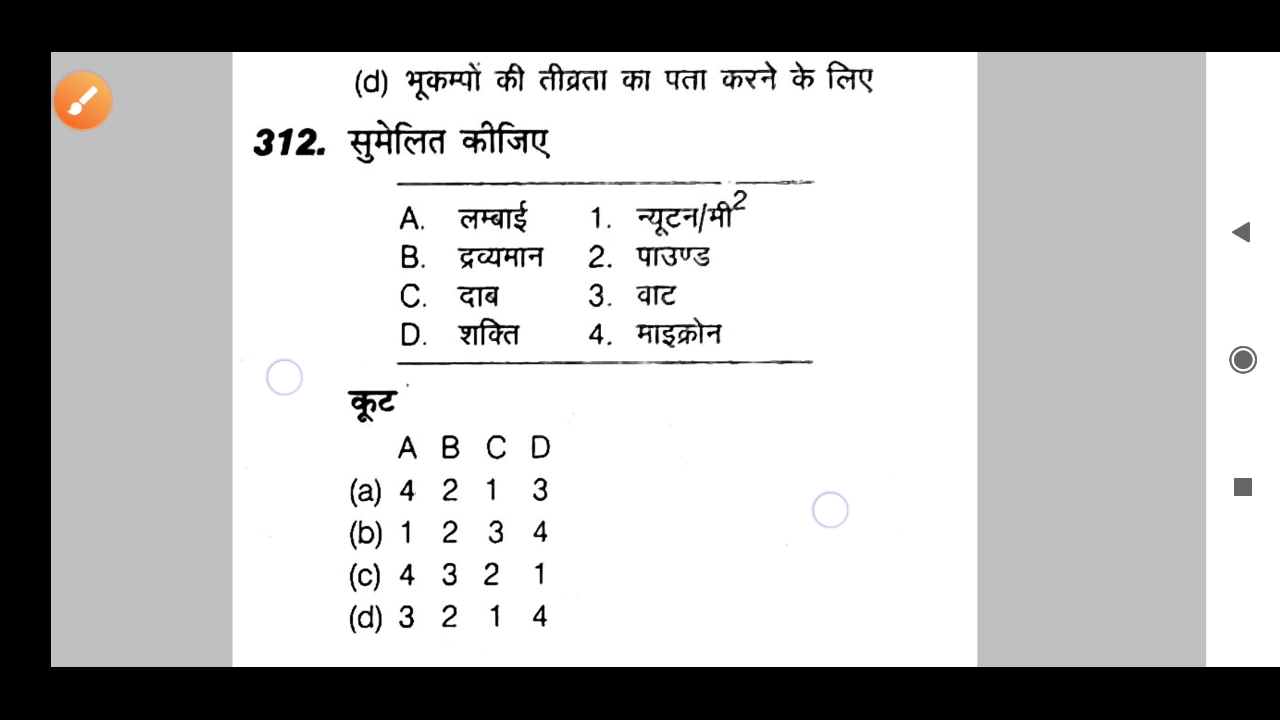 (d) भूकम्पों की तीव्रता का पता करने के लिए
312. सुमेलित कीजिए
A. लम्बाई 1. न्यूटन/मी²
B. द्रव्यमान 2. पाउण्ड
C. दाब 3. वाट
D. शक्ति 4. माइक्रोन
कूट
A B C D
(a) 4 2 1 3
(b) 1 2 3 4
(c) 4 3 2 1
(d) 3 2 1 4